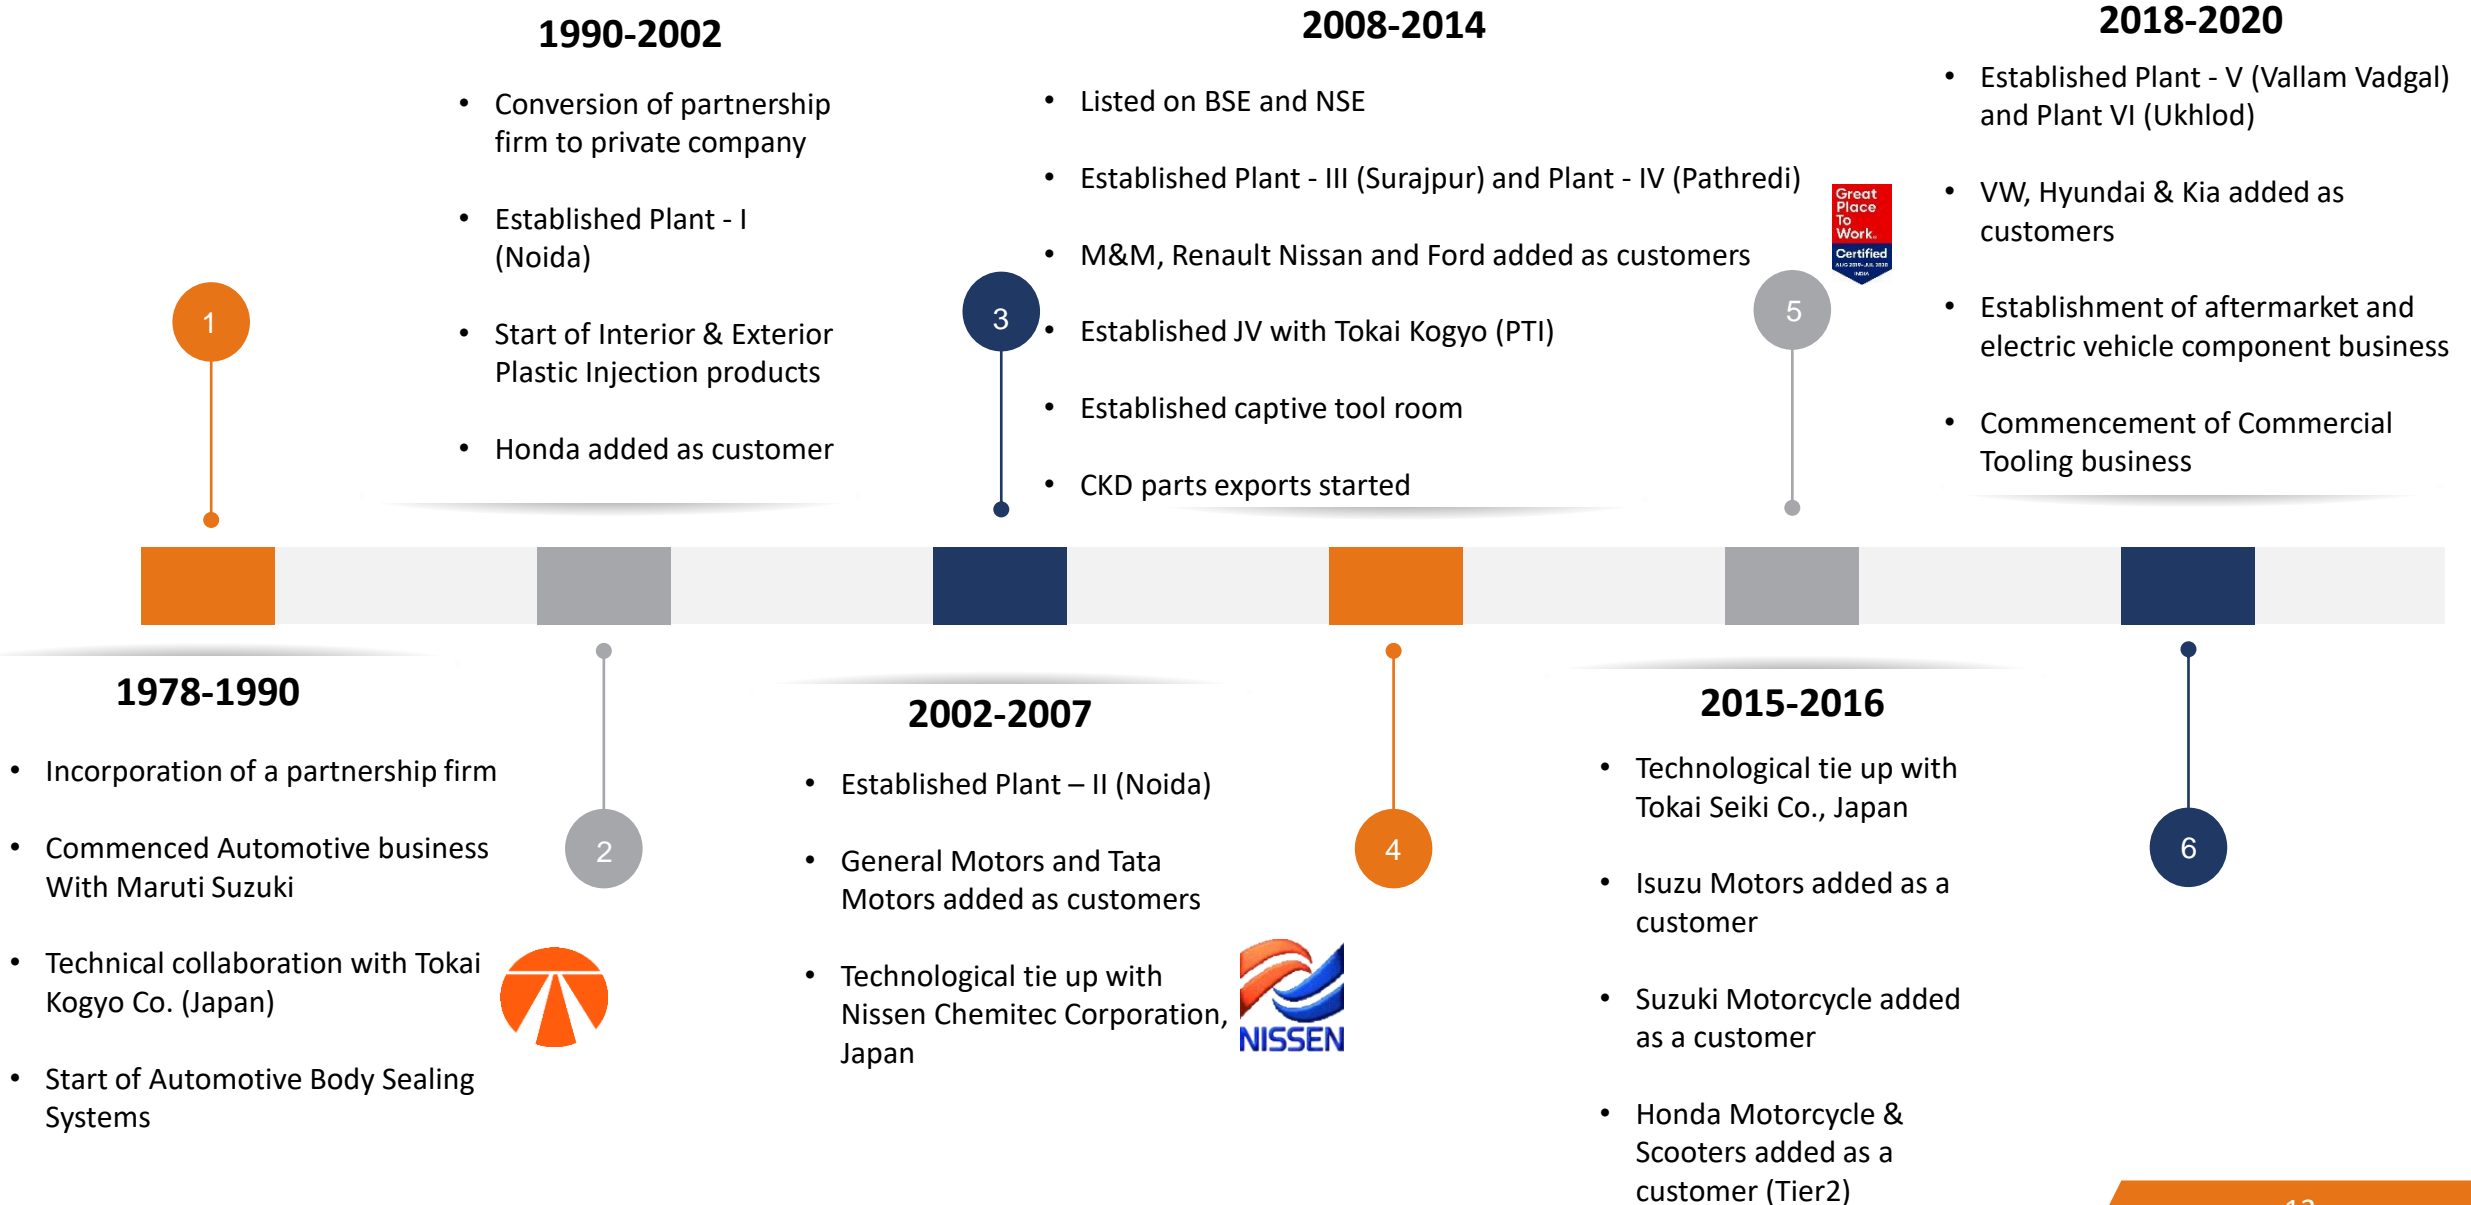 1990-2002
• Conversion of partnership
firm to private company
• Established Plant - I
(Noida)
• Start of Interior & Exterior
Plastic Injection products
• Honda added as customer
2008-2014
• Listed on BSE and NSE
• Established Plant - III (Surajpur) and Plant - IV (Pathredi)
• M&M, Renault Nissan and Ford added as customers
• Established JV with Tokai Kogyo (PTI)
• Established captive tool room
• CKD parts exports started
Great
Place
To
Work.
Certified
INDIA
2018-2020
• Established Plant - V (Vallam Vadgal)
and Plant VI (Ukhlod)
• VW, Hyundai & Kia added as
customers
• Establishment of aftermarket and
electric vehicle component business
• Commencement of Commercial
Tooling business
1
3
5
1978-1990
• Incorporation of a partnership firm
• Commenced Automotive business
With Maruti Suzuki
• Technical collaboration with Tokai
Kogyo Co. (Japan)
• Start of Automotive Body Sealing
Systems
2
2002-2007
• Established Plant – II (Noida)
• General Motors and Tata
Motors added as customers
• Technological tie up with
Nissen Chemitec Corporation,
Japan
NISSEN
4
2015-2016
• Technological tie up with
Tokai Seiki Co., Japan
• Isuzu Motors added as a
customer
• Suzuki Motorcycle added
as a customer
• Honda Motorcycle &
Scooters added as a
customer (Tier2)
6